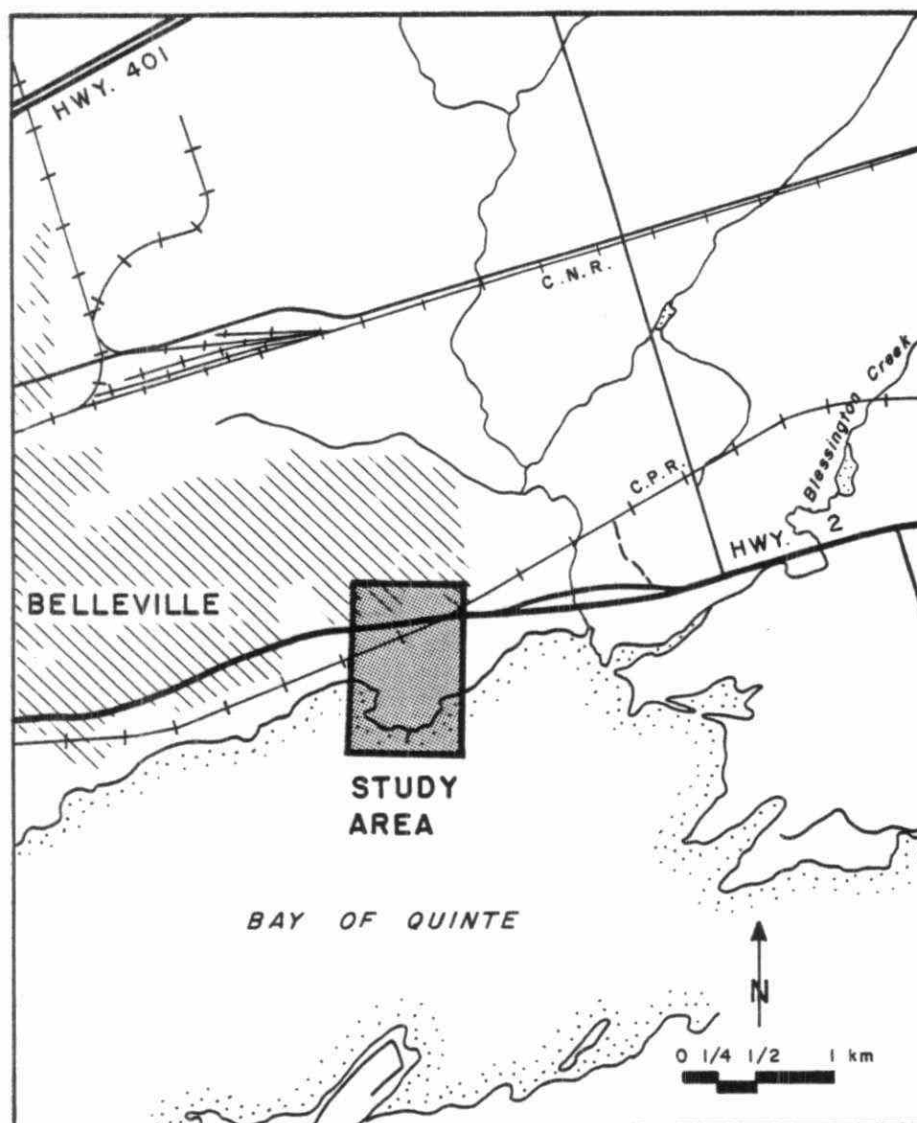 HWY. 401
C. N. R.
Blessington Creek
C.P.R.
HWY. 2
BELLEVILLE
STUDY
AREA
BAY OF QUINTE
N
0 1/4 1/2 1 km